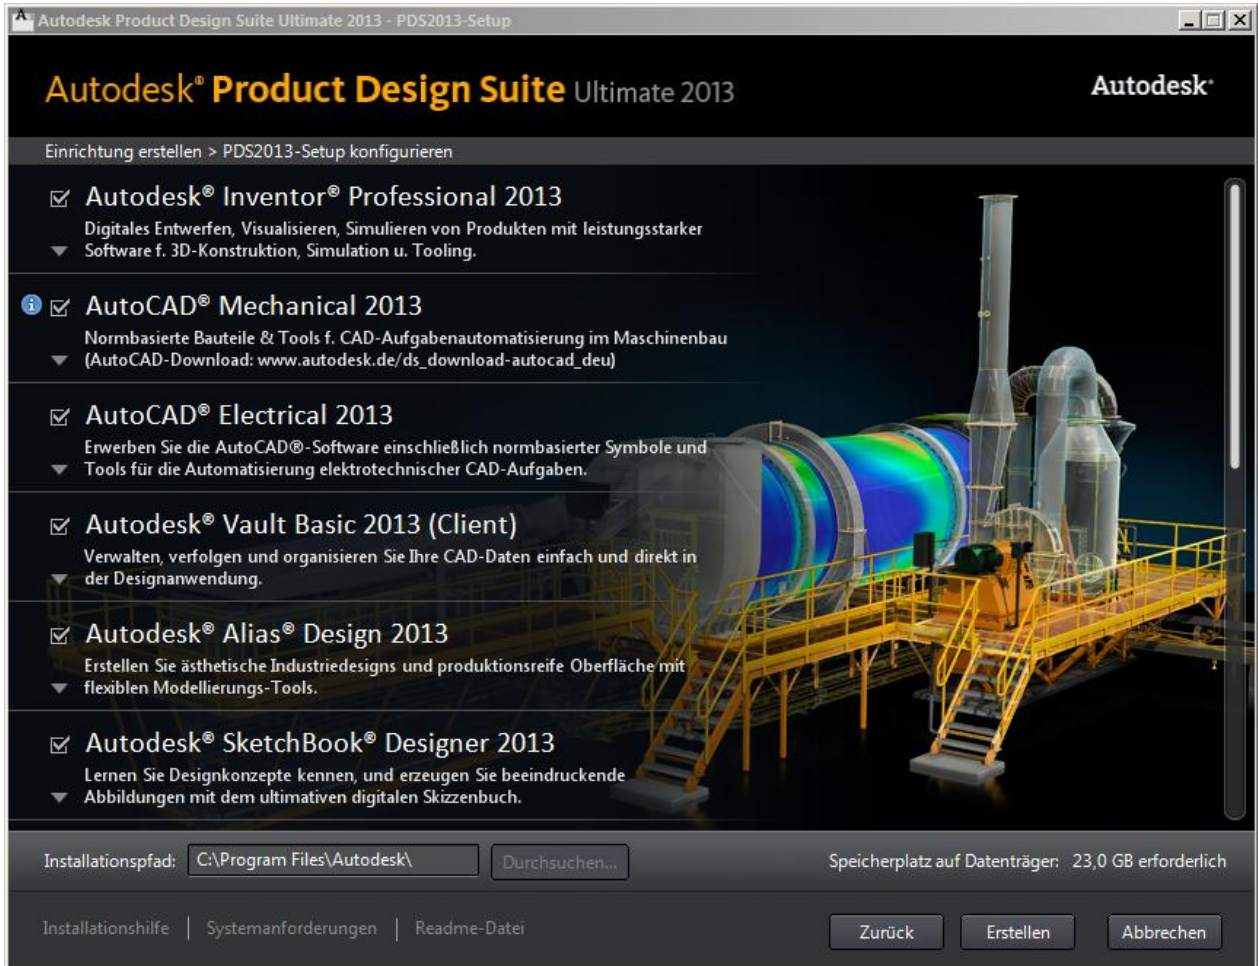 Autodesk Product Design Suite Ultimate 2013 - PDS2013-Setup
Autodesk® Product Design Suite Ultimate 2013
Autodesk®
Einrichtung erstellen > PDS2013-Setup konfigurieren
Autodesk® Inventor® Professional 2013
Digitales Entwerfen, Visualisieren, Simulieren von Produkten mit leistungsstarker
Software f. 3D-Konstruktion, Simulation u. Tooling.
AutoCAD® Mechanical 2013
Normbasierte Bauteile & Tools f. CAD-Aufgabenautomatisierung im Maschinenbau
(AutoCAD-Download: www.autodesk.de/ds_download-autocad_deu)
AutoCAD® Electrical 2013
Erwerben Sie die AutoCAD®-Software einschließlich normbasierter Symbole und
Tools für die Automatisierung elektrotechnischer CAD-Aufgaben.
Autodesk® Vault Basic 2013 (Client)
Verwalten, verfolgen und organisieren Sie Ihre CAD-Daten einfach und direkt in
der Designanwendung.
Autodesk® Alias® Design 2013
Erstellen Sie ästhetische Industriedesigns und produktionsreife Oberfläche mit
flexiblen Modellierungs-Tools.
Autodesk® SketchBook® Designer 2013
Lernen Sie Designkonzepte kennen, und erzeugen Sie beeindruckende
Abbildungen mit dem ultimativen digitalen Skizzenbuch.
Installationspfad: C:\Program Files\Autodesk\ Durchsuchen... Speicherplatz auf Datenträger: 23,0 GB erforderlich
Installationshilfe | Systemanforderungen | Readme-Datei Zurück Erstellen Abbrechen